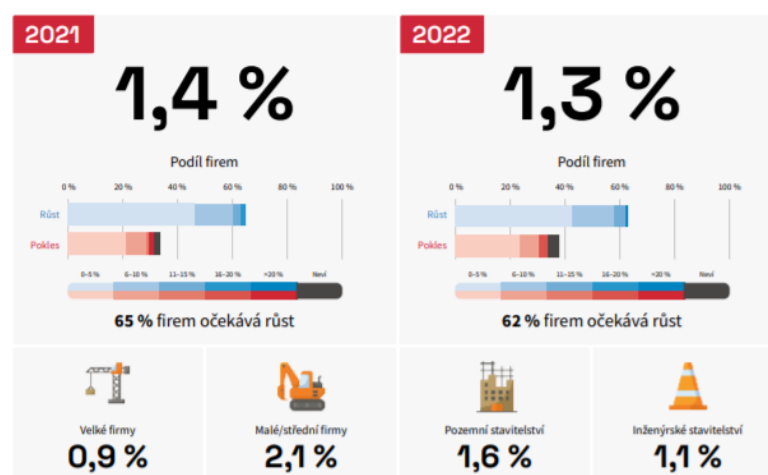 2021
1,4 %
Podíl firem
0 % 20 % 40 % 60 % 80 % 100 %
Růst
Pokles
0–5 % 6–10 % 11–15 % 16–20 % >20 % Neví
65 % firem očekává růst
2022
1,3 %
Podíl firem
0 % 20 % 40 % 60 % 80 % 100 %
Růst
Pokles
0–5 % 6–10 % 11–15 % 16–20 % >20 % Neví
62 % firem očekává růst
Velké firmy
0,9 %
Malé/střední firmy
2,1 %
Pozemní stavitelství
1,6 %
Inženýrské stavitelství
1,1 %